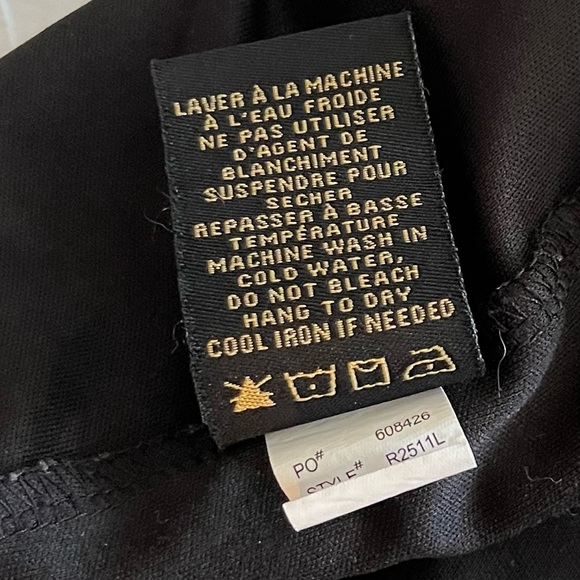 LAVER À LA MACHINE
À L'EAU FROIDE
NE PAS UTILISER
D'AGENT DE
BLANCHIMENT
SUSPENDRE POUR
SECHER
REPASSER À BASSE
TEMPÉRATURE
MACHINE WASH IN
COLD WATER,
DO NOT BLEACH
HANG TO DRY
COOL IRON IF NEEDED
PO# 608426
STYLE# R2511L